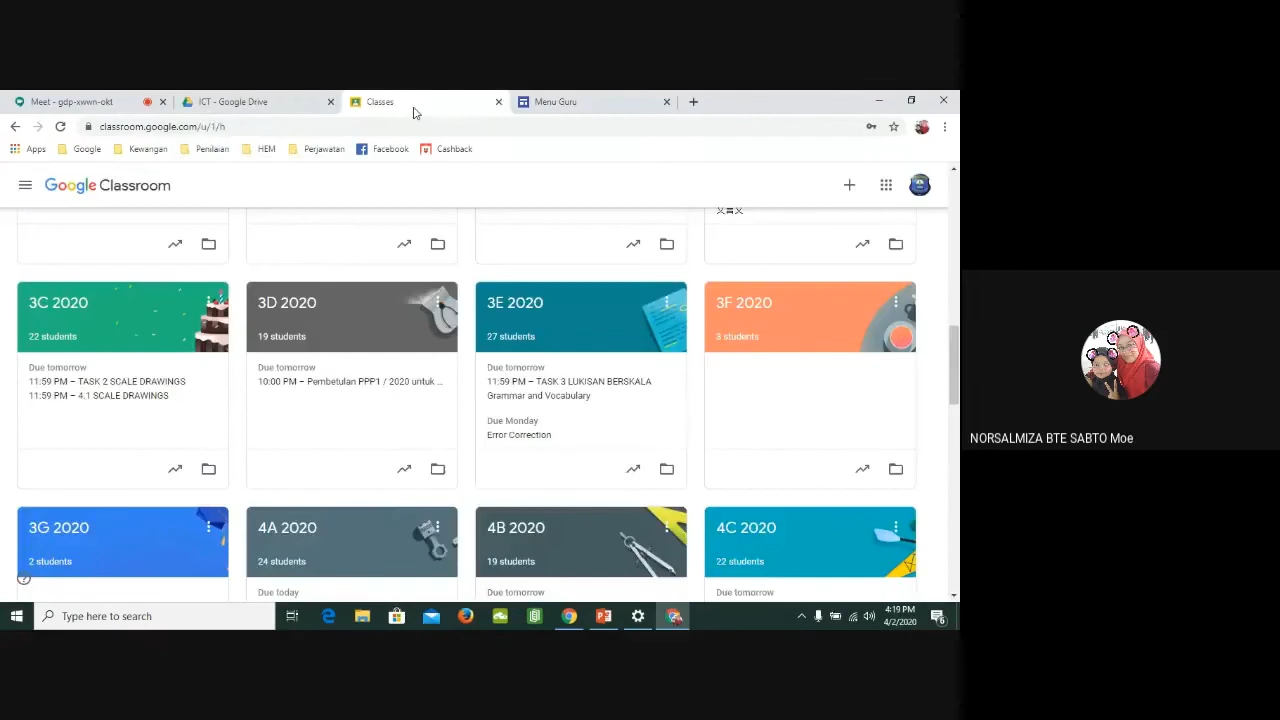 Meet - gdp-xwwn-okt
ICT - Google Drive
Classes
Menu Guru
classroom.google.com/u/1/h
Apps
Google
Kewangan
Penilaian
HEM
Perjawatan
Facebook
Cashback
Google Classroom
3C 2020
22 students
Due tomorrow
11:59 PM – TASK 2 SCALE DRAWINGS
11:59 PM – 4.1 SCALE DRAWINGS
3D 2020
19 students
Due tomorrow
10:00 PM – Pembetulan PPP1 / 2020 untuk ...
3E 2020
27 students
Due tomorrow
11:59 PM – TASK 3 LUKISAN BERSKALA
Grammar and Vocabulary
Due Monday
Error Correction
3F 2020
3 students
3G 2020
2 students
4A 2020
24 students
Due today
4B 2020
19 students
Due tomorrow
4C 2020
22 students
Due tomorrow
Type here to search
4:19 PM
4/2/2020
6
NORSALMIZA BTE SABTO Moe